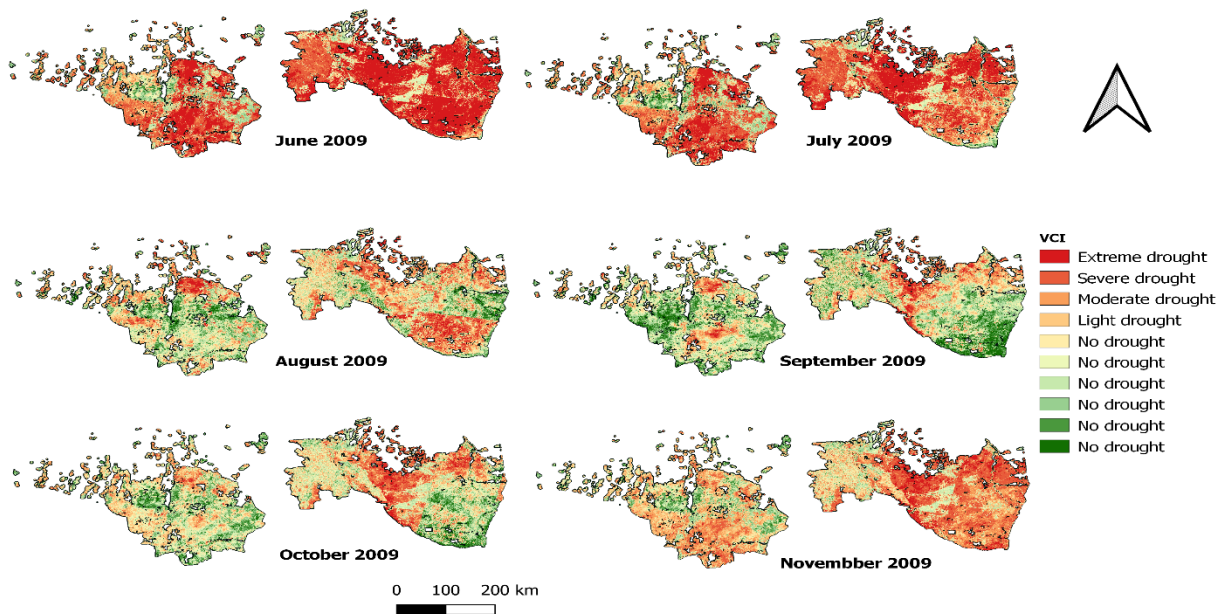 June 2009
July 2009
VCI
Extreme drought
Severe drought
Moderate drought
Light drought
No drought
No drought
No drought
No drought
No drought
No drought
August 2009
September 2009
October 2009
Novembber 2009
0 100 200 km